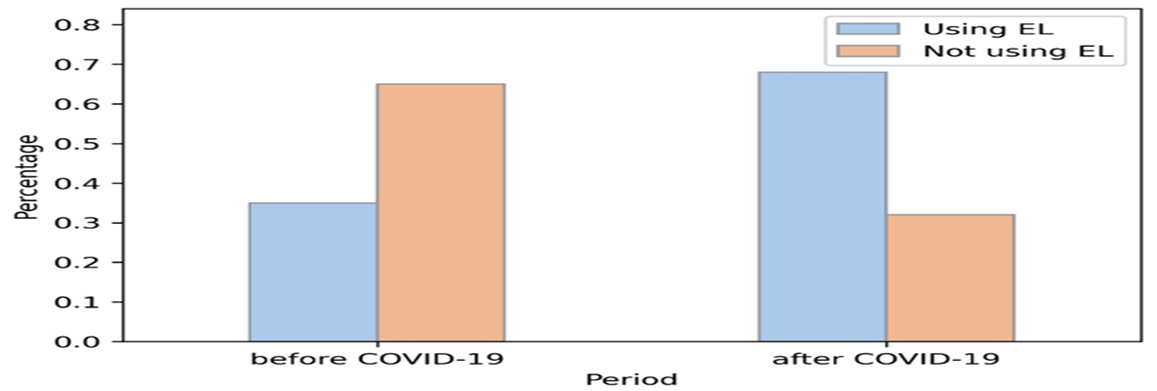 Using EL
Not using EL
Percentage
0.8
0.7
0.6
0.5
0.4
0.3
0.2
0.1
0.0
before COVID-19 after COVID-19
Period